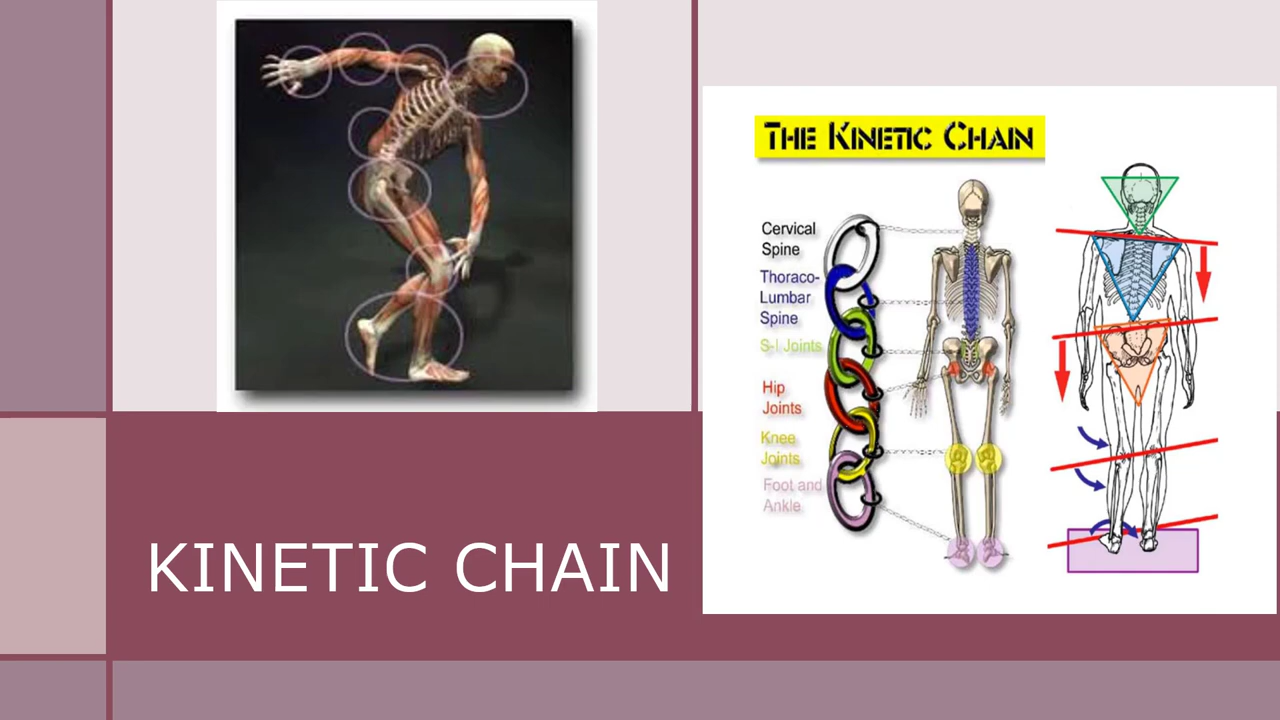 THE KINETIC CHAIN
Cervical
Spine
Thoraco-
Lumbar
Spine
S-I Joints
Hip
Joints
Knee
Joints
Foot and
Ankle
KINETIC CHAIN